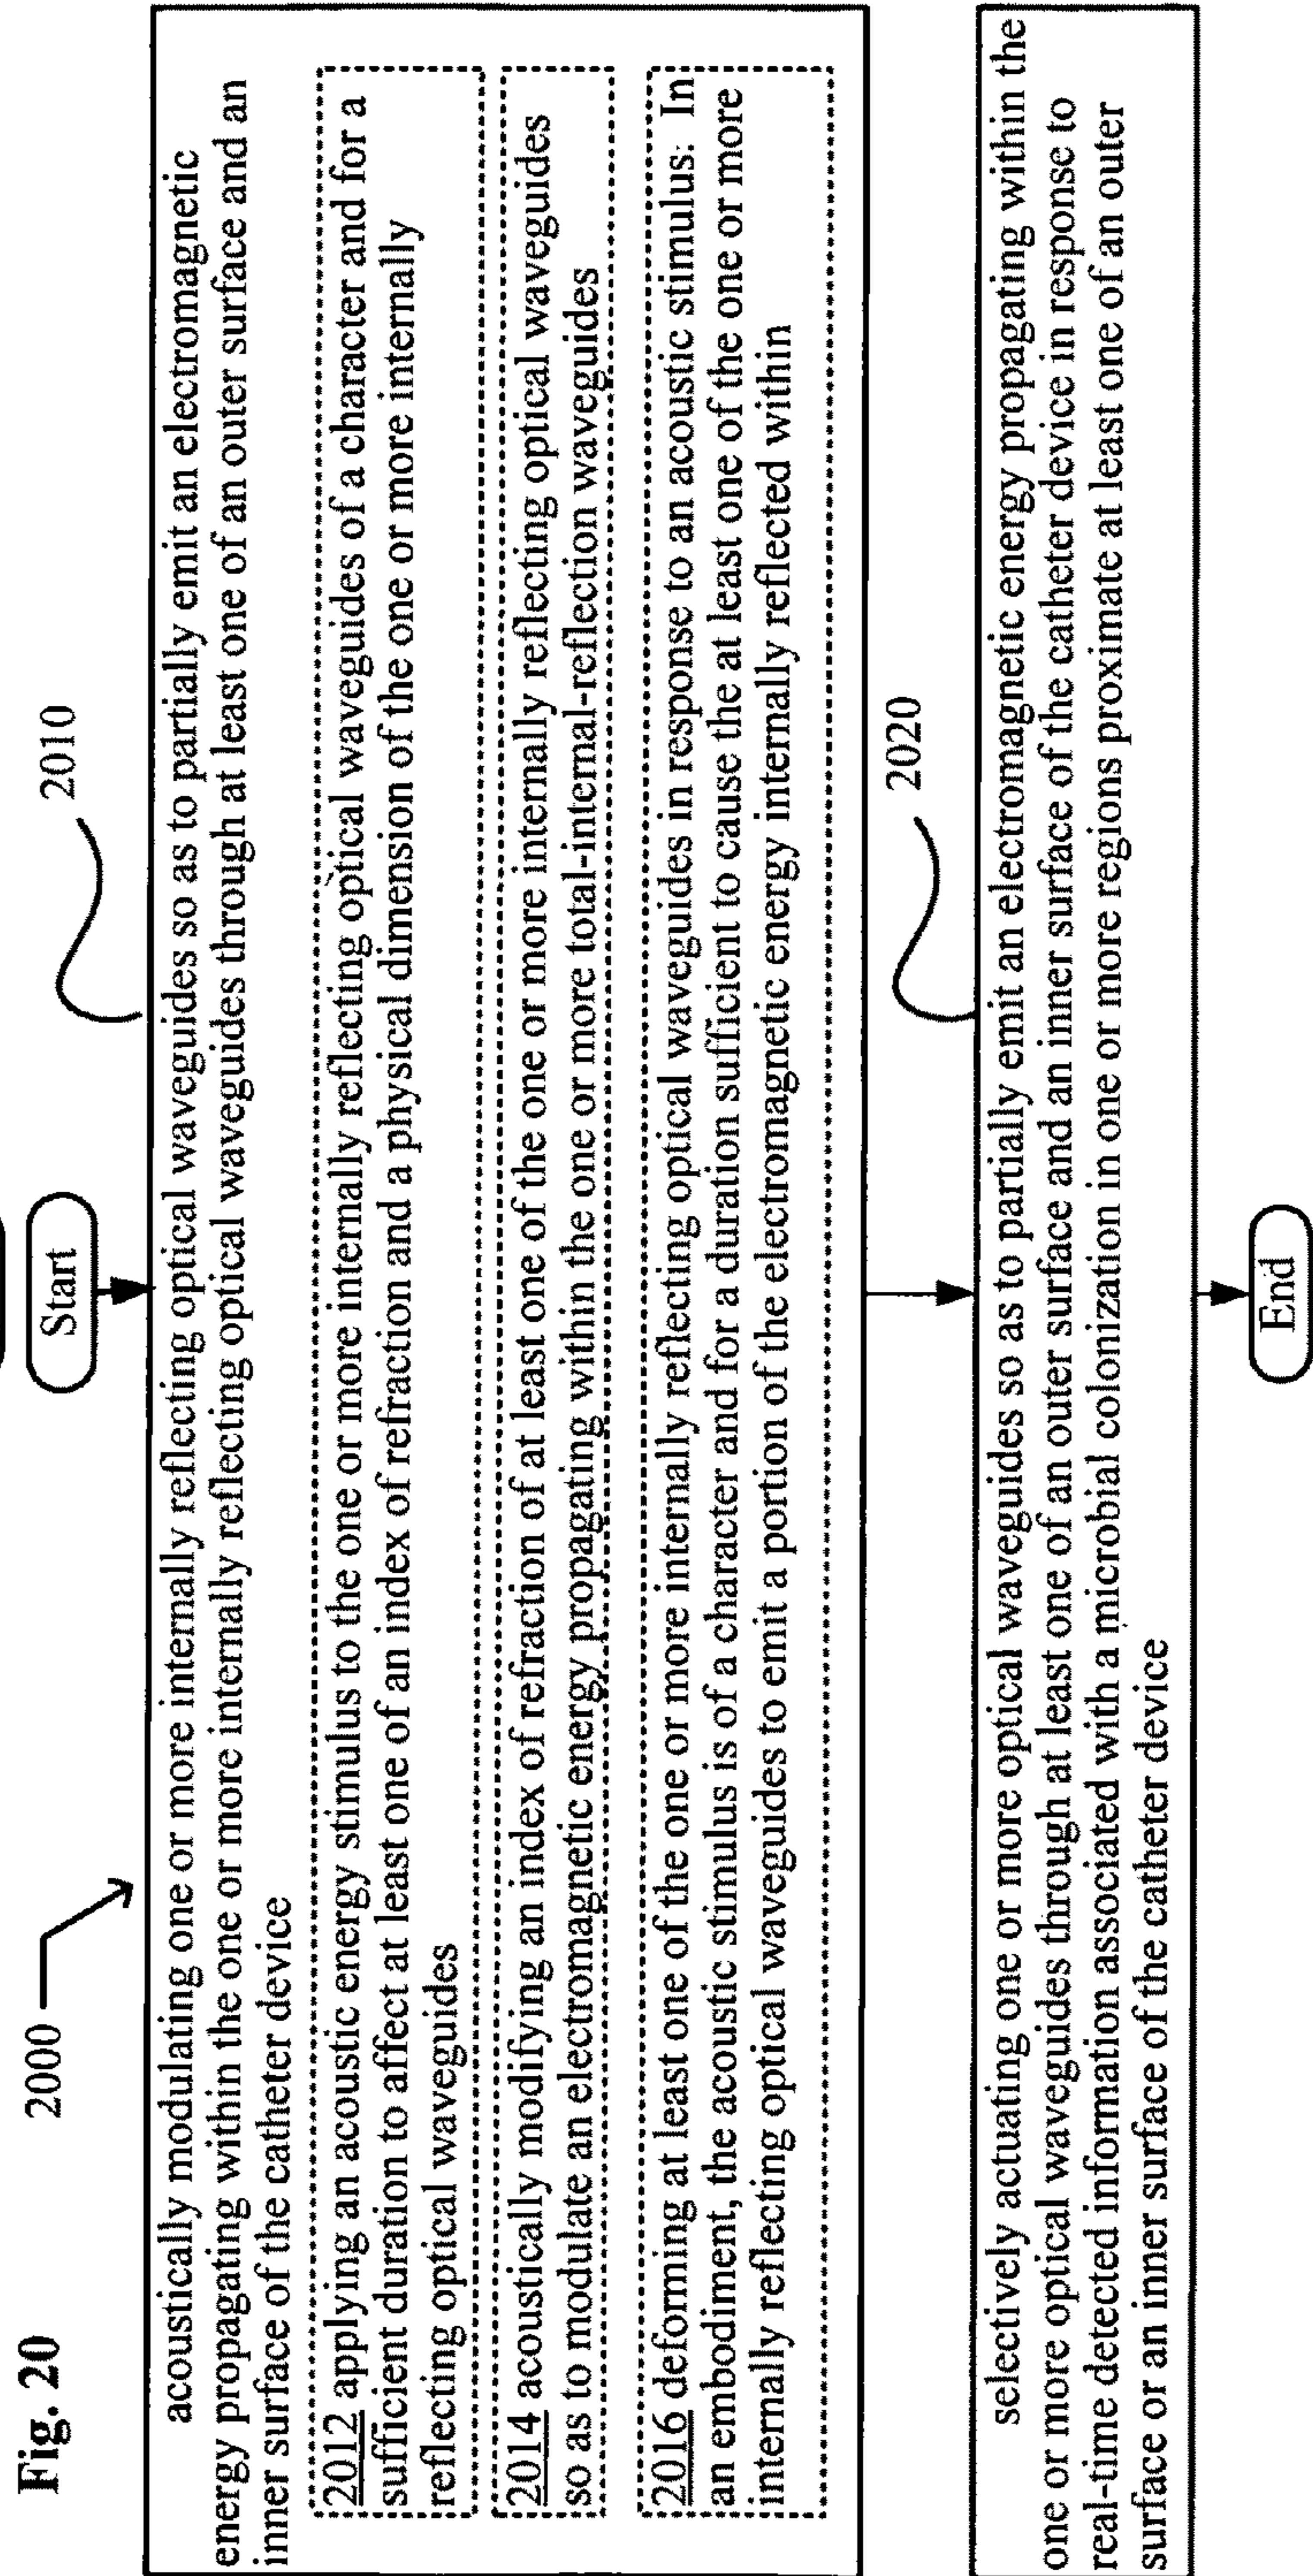 Fig. 20
2000
Start
2010
acoustically modulating one or more internally reflecting optical waveguides so as to partially emit an electromagnetic
energy propagating within the one or more internally reflecting optical waveguides through at least one of an outer surface and an
inner surface of the catheter device
2012 applying an acoustic energy stimulus to the one or more internally reflecting optical waveguides of a character and for a
sufficient duration to affect at least one of an index of refraction and a physical dimension of the one or more internally
reflecting optical waveguides
2014 acoustically modifying an index of refraction of at least one of the one or more internally reflecting optical waveguides
so as to modulate an electromagnetic energy propagating within the one or more total-internal-reflection waveguides
2016 deforming at least one of the one or more internally reflecting optical waveguides in response to an acoustic stimulus: In
an embodiment, the acoustic stimulus is of a character and for a duration sufficient to cause the at least one of the one or more
internally reflecting optical waveguides to emit a portion of the electromagnetic energy internally reflected within
2020
selectively actuating one or more optical waveguides so as to partially emit an electromagnetic energy propagating within the
one or more optical waveguides through at least one of an outer surface and an inner surface of the catheter device in response to
real-time detected information associated with a microbial colonization in one or more regions proximate at least one of an outer
surface or an inner surface of the catheter device
End